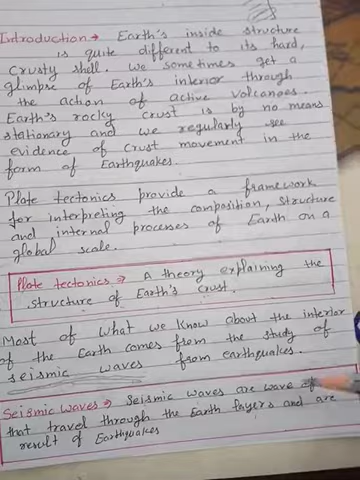 Introduction → Earth's inside structure
is quite different to its hard,
crusty shell. We sometimes get a
glimpse of Earth's interior through
the action of active volcanoes.
Earth's rocky crust is by no means
stationary and we regularly see
evidence of crust movement in the
form of Earthquakes.
Plate tectonics provide a framework
for interpreting the composition, structure
and internal processes of Earth on a
global scale.
Plate tectonics → A theory explaining the
structure of Earth's crust.
Most of what we know about the interior
of the Earth comes from the study of
seismic waves from earthquakes.
Seismic waves → Seismic waves are wave of
that travel through the Earth layers and are
result of Earthquakes